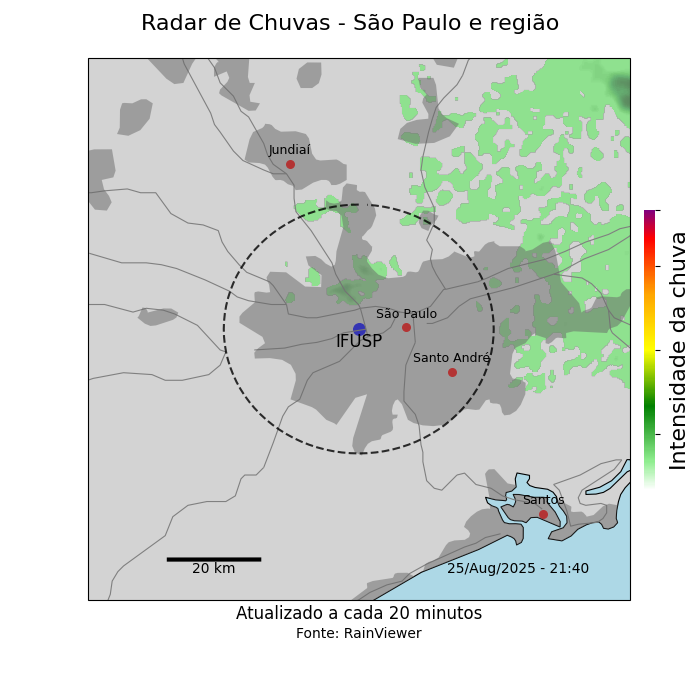 Radar de Chuvas - São Paulo e região
Jundiaí
São Paulo
IFUSP
Santo André
Intensidade da chuva
Santos
20 km
25/Aug/2025 - 21:40
Atualizado a cada 20 minutos
Fonte: RainViewer